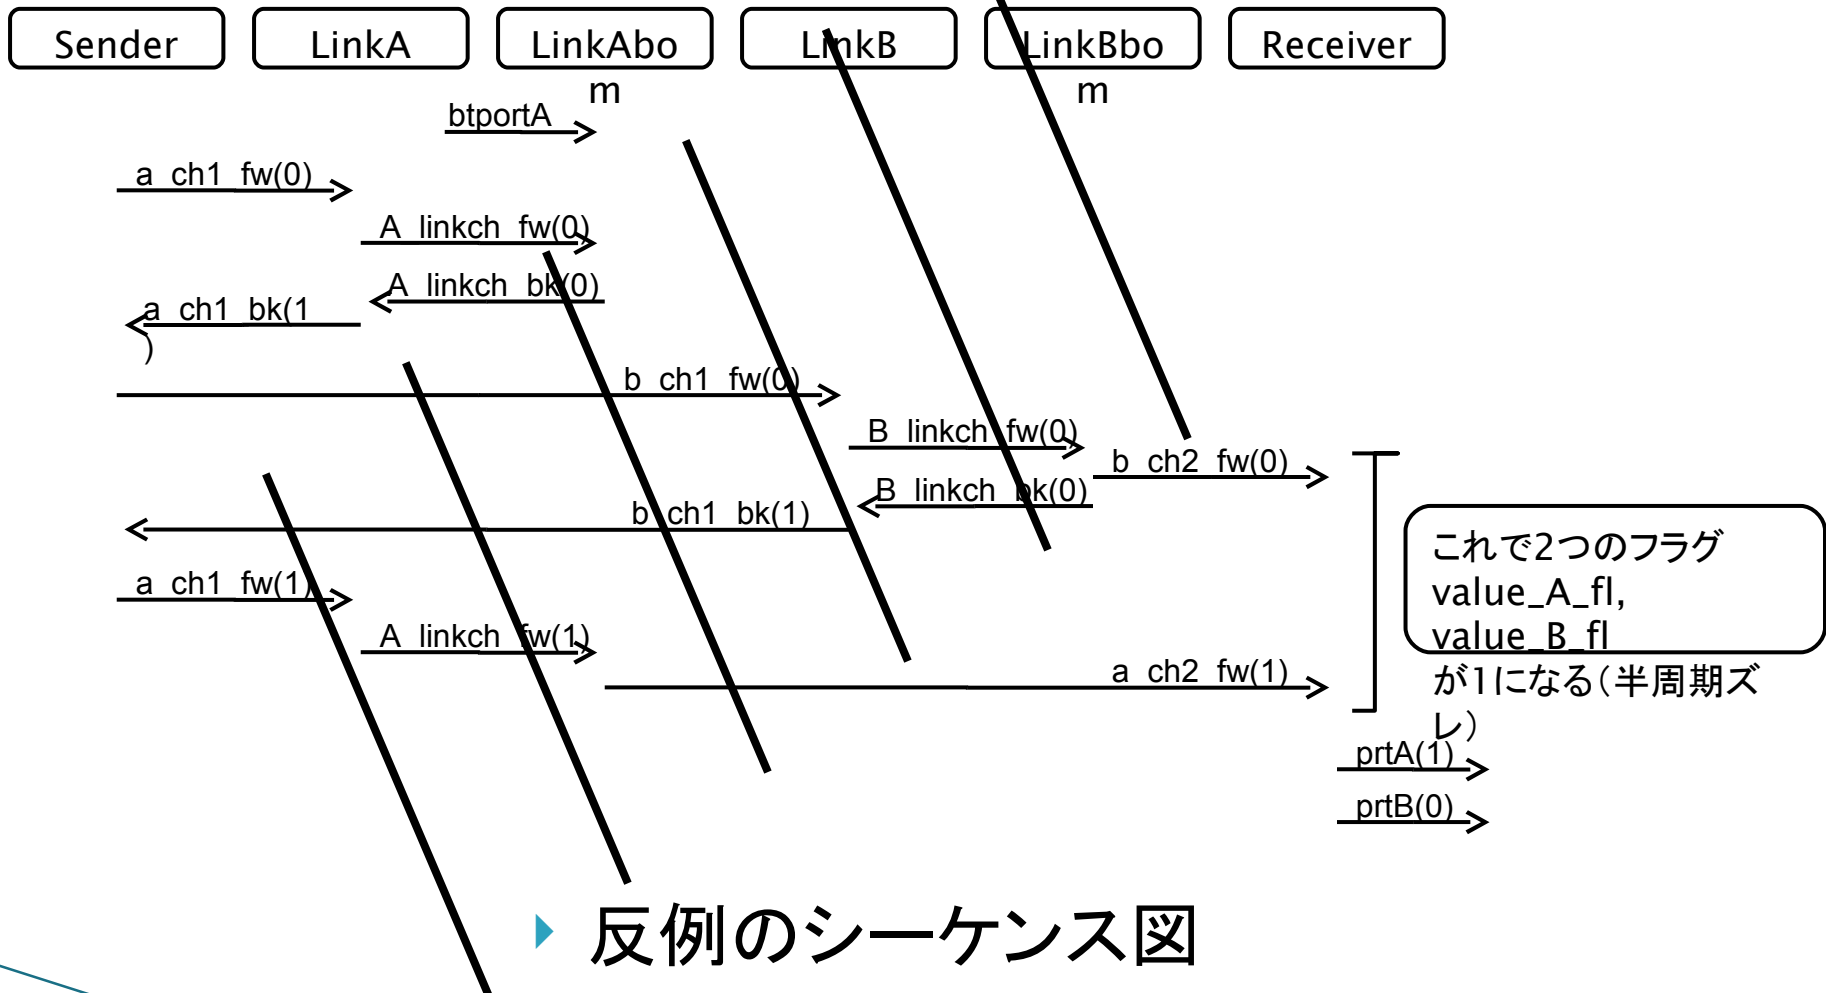 Sender
LinkA
LinkAbo
m
LinkB
LinkBbo
m
Receiver
btportA
a_ch1_fw(0)
A_linkch_fw(0)
A_linkch_bk(0)
a_ch1_bk(1
)
b_ch1_fw(0)
B_linkch_fw(0)
b_ch2_fw(0)
B_linkch_bk(0)
b_ch1_bk(1)
a_ch1_fw(1)
A_linkch_fw(1)
a_ch2_fw(1)
これで2つのフラグ
value_A_fl,
value_B_fl
が1になる(半周期ズ
レ)
prtA(1)
prtB(0)
反例のシーケンス図